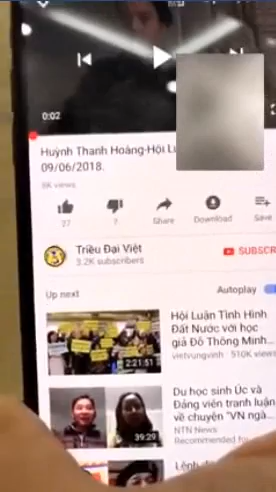 0:02
Huỳnh Thanh Hoàng-Hội
09/06/2018.
8K views
27
?
Share
Download
Save
Triều Đại Việt
3.2K subscribers
SUBSCR
Up next
Autoplay
2:21:51
Hội Luận Tình Hình
Đất Nước với học
giả Đỗ Thông Minh...
vietvungvinh · 510K views
39:29
Du học sinh Úc và
Đảng viên tranh luận
về chuyện "VN ngà...
NTN News
Recommended for